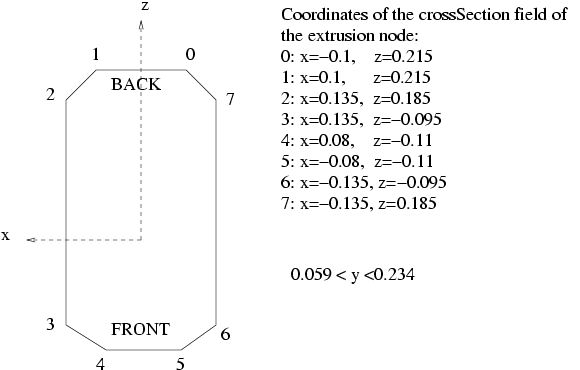 z
Coordinates of the crossSection field of
the extrusion node:
0: x=−0.1, z=0.215
1: x=0.1, z=0.215
2: x=0.135, z=0.185
3: x=0.135, z=−0.095
4: x=0.08, z=−0.11
5: x=−0.08, z=−0.11
6: x=−0.135, z=−0.095
7: x=−0.135, z=0.185
1 0
BACK
2 7
x
0.059 < y <0.234
3 FRONT 6
4 5